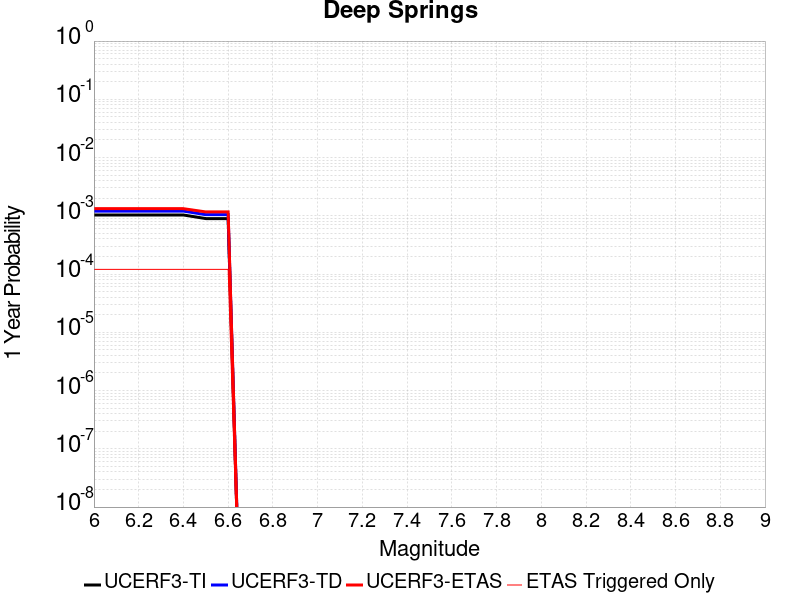 Deep Springs
10^0
10^-1
10^-2
10^-3
10^-4
10^-5
10^-6
10^-7
10^-8
1 Year Probability
6 6.2 6.4 6.6 6.8 7 7.2 7.4 7.6 7.8 8 8.2 8.4 8.6 8.8 9
Magnitude
UCERF3-TI UCERF3-TD UCERF3-ETAS ETAS Triggered Only